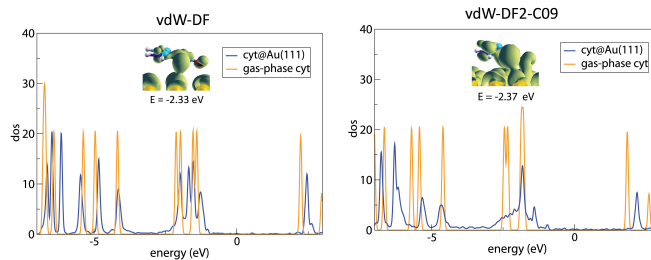 vdW-DF
40
30
20
10
0
dos
-5
0
energy (eV)
cyt@Au(111)
gas-phase cyt
E = -2.33 eV
vdW-DF2-C09
40
30
20
10
0
dos
-5
0
energy (eV)
cyt@Au(111)
gas-phase cyt
E = -2.37 eV